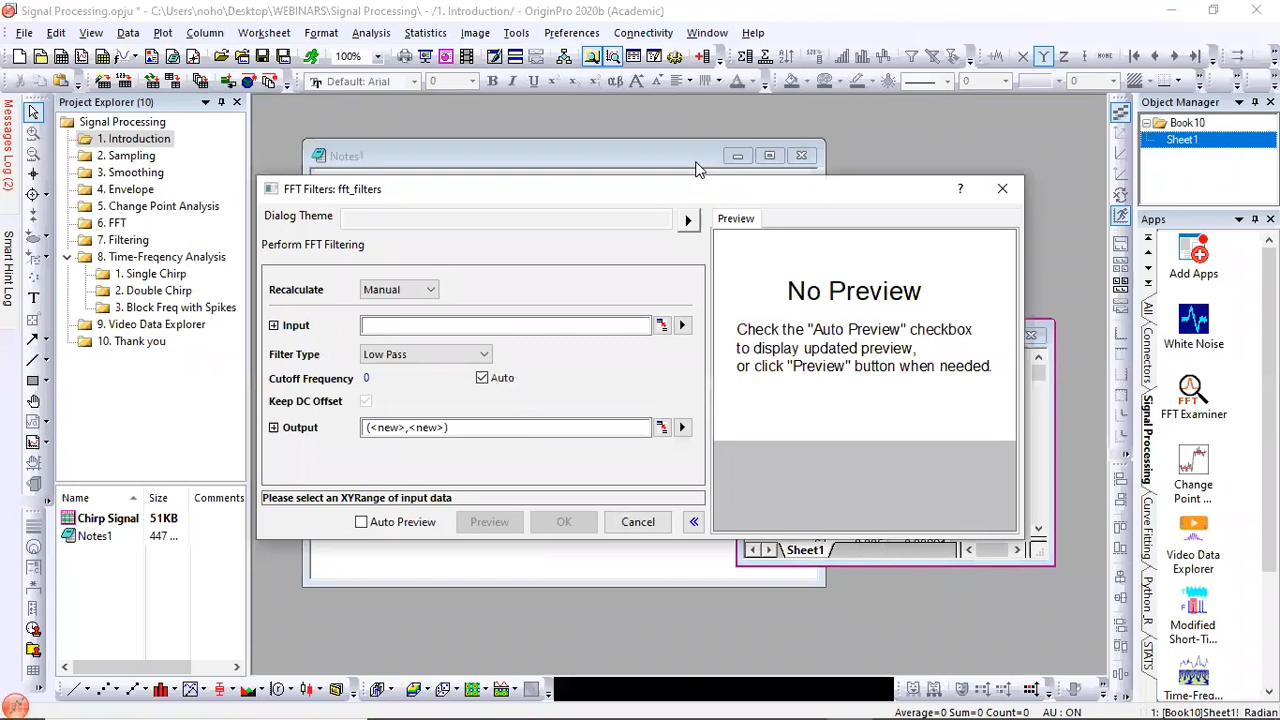 Signal Processing.opju * - C:\Users\noho\Desktop\WEBINARS\Signal Processing\ - /1. Introduction/ - OriginPro 2020b (Academic)
File Edit View Data Plot Column Worksheet Format Analysis Statistics Image Tools Preferences Connectivity Window Help
100%
Default: Arial 0 B I U αβ A A A 0 0
Messages Log (2)
Smart Hint Log
Project Explorer (10)
Signal Processing
1. Introduction
2. Sampling
3. Smoothing
4. Envelope
5. Change Point Analysis
6. FFT
7. Filtering
8. Time-Freqency Analysis
1. Single Chirp
2. Double Chirp
3. Block Freq with Spikes
9. Video Data Explorer
10. Thank you
Name Size Comments
Chirp Signal 51KB
Notes1 447 ...
Notes1
FFT Filters: fft_filters
Dialog Theme
Perform FFT Filtering
Recalculate Manual
Input
Filter Type Low Pass
Cutoff Frequency 0 Auto
Keep DC Offset
Output (<new>,<new>)
Please select an XYRange of input data
Auto Preview Preview OK Cancel
Preview
No Preview
Check the "Auto Preview" checkbox
to display updated preview,
or click "Preview" button when needed.
Sheet1
Object Manager
Book10
Sheet1
Apps
All
Connectors
Signal Processing
Python_R
STATS
Add Apps
White Noise
FFT
FFT Examiner
Change
Point ...
Video Data
Explorer
Modified
Short-Ti...
Time-Freq...
Average=0 Sum=0 Count=0 AU : ON 1: [Book10]Sheet1! Radian